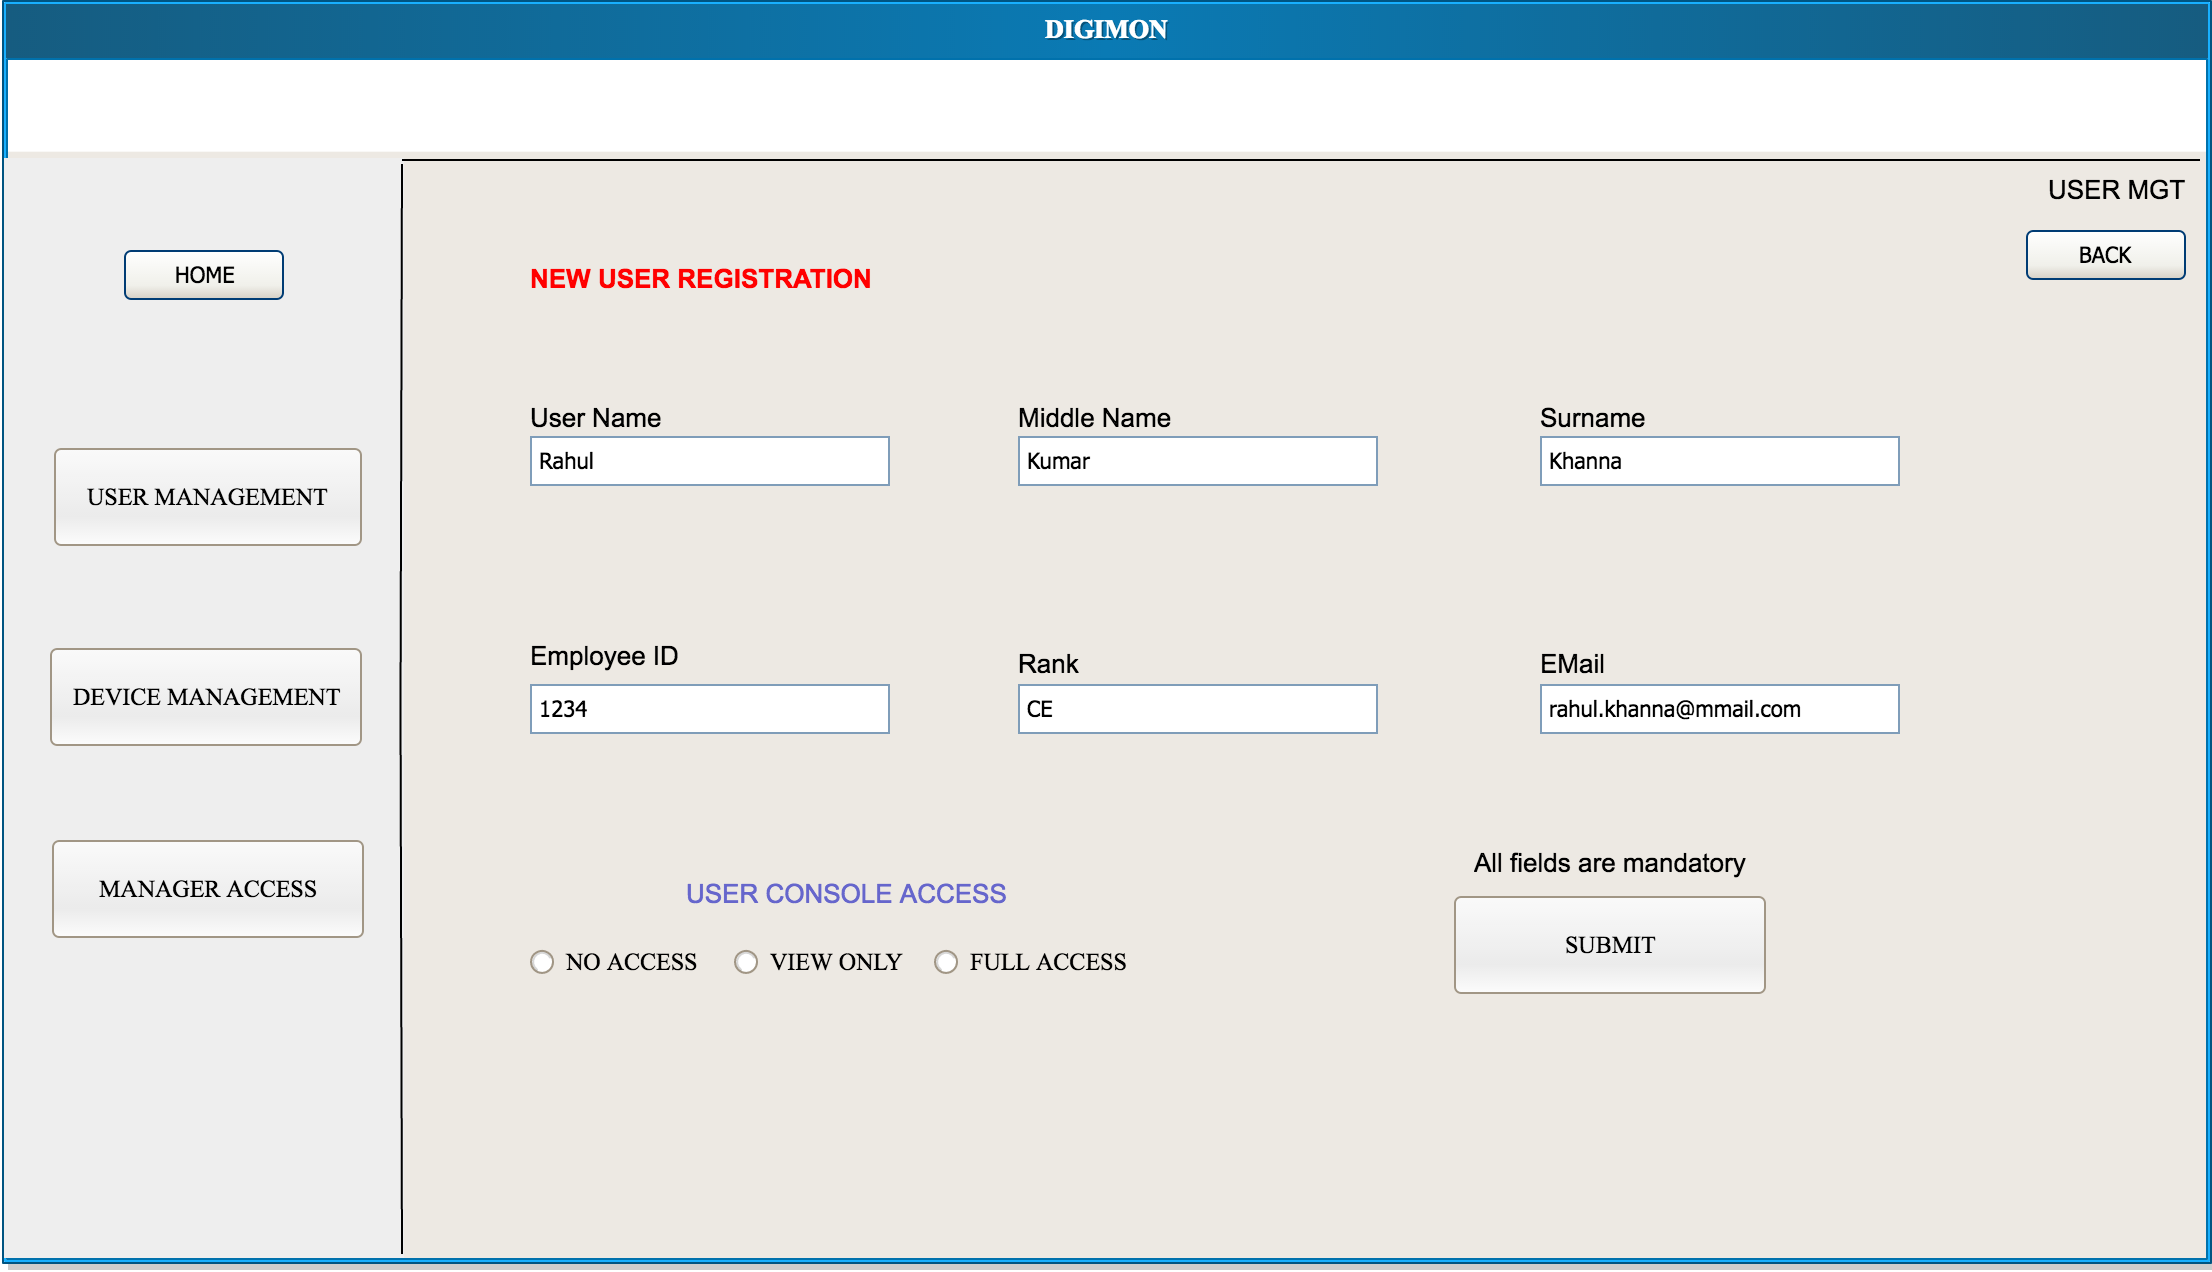 DIGIMON
USER MGT
BACK
HOME
NEW USER REGISTRATION
User Name
Middle Name
Surname
Rahul
Kumar
Khanna
USER MANAGEMENT
Employee ID
Rank
EMail
1234
CE
rahul.khanna@mmail.com
DEVICE MANAGEMENT
All fields are mandatory
MANAGER ACCESS
USER CONSOLE ACCESS
SUBMIT
NO ACCESS
VIEW ONLY
FULL ACCESS